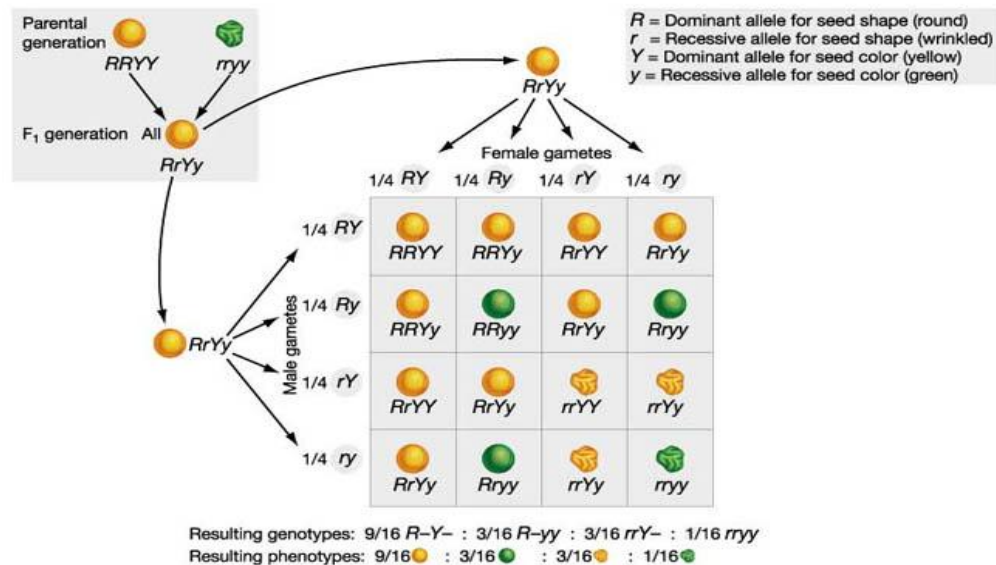 Parental
generation
RRYY rryy
F₁ generation All
RrYy
R = Dominant allele for seed shape (round)
r = Recessive allele for seed shape (wrinkled)
Y = Dominant allele for seed color (yellow)
y = Recessive allele for seed color (green)
RrYy
Female gametes
1/4 RY 1/4 Ry 1/4 rY 1/4 ry
1/4 RY
RRYY RRYy RrYY RrYy
1/4 Ry
RRYy RRyy RrYy Rryy
RrYy
Male gametes
1/4 rY
RrYY RrYy rrYY rrYy
1/4 ry
RrYy Rryy rrYy rryy
Resulting genotypes: 9/16 R–Y– : 3/16 R–yy : 3/16 rrY– : 1/16 rryy
Resulting phenotypes: 9/16 : 3/16 : 3/16 : 1/16